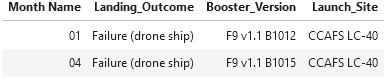 Month Name Landing_Outcome Booster_Version Launch_Site
01 Failure (drone ship) F9 v1.1 B1012 CCAFS LC-40
04 Failure (drone ship) F9 v1.1 B1015 CCAFS LC-40